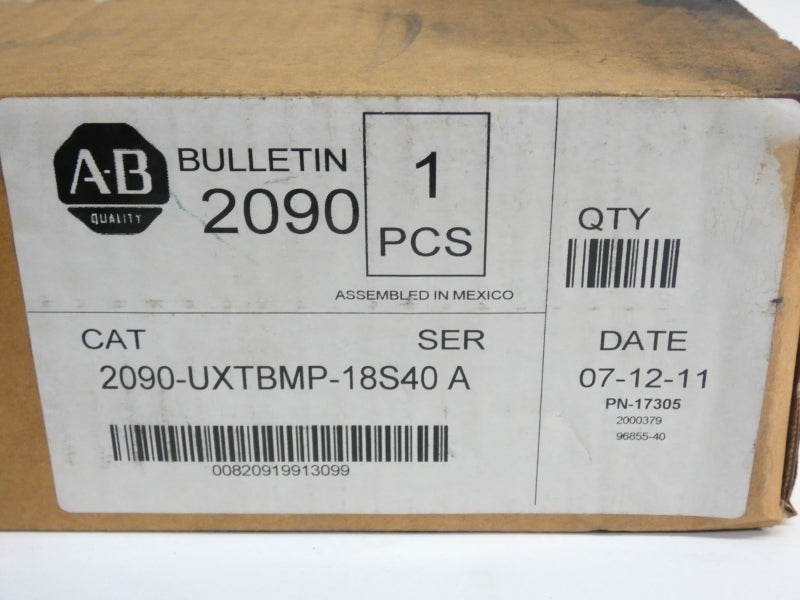 A-B
QUALITY
BULLETIN
2090
1
PCS
ASSEMBLED IN MEXICO
QTY
CAT SER
2090-UXTBMP-18S40 A
00820919913099
DATE
07-12-11
PN-17305
2000379
96855-40